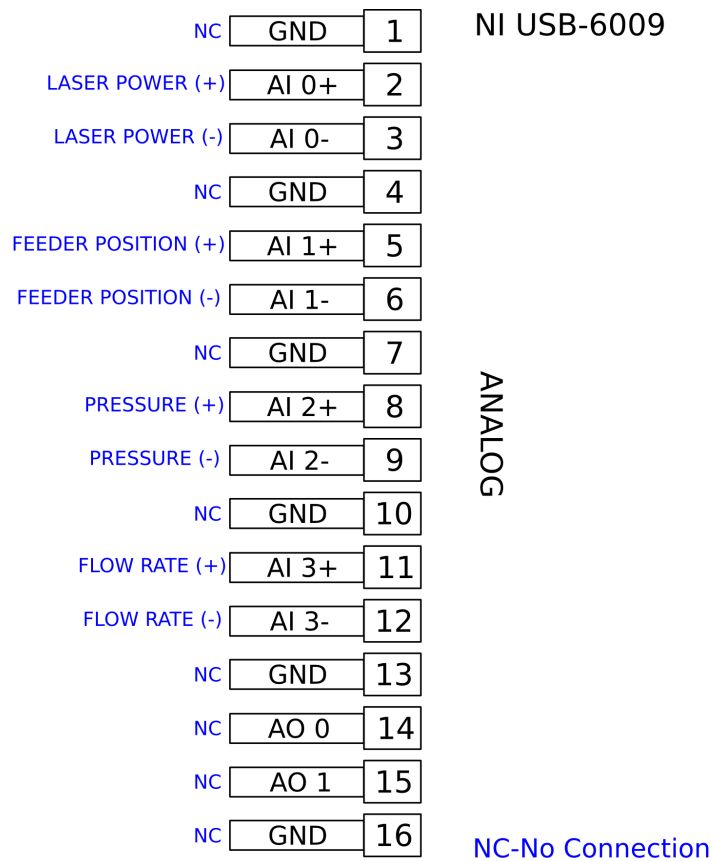 NC GND 1 NI USB-6009
LASER POWER (+) AI 0+ 2
LASER POWER (-) AI 0- 3
NC GND 4
FEEDER POSITION (+) AI 1+ 5
FEEDER POSITION (-) AI 1- 6
NC GND 7
PRESSURE (+) AI 2+ 8
PRESSURE (-) AI 2- 9
ANALOG
NC GND 10
FLOW RATE (+) AI 3+ 11
FLOW RATE (-) AI 3- 12
NC GND 13
NC AO 0 14
NC AO 1 15
NC GND 16
NC-No Connection